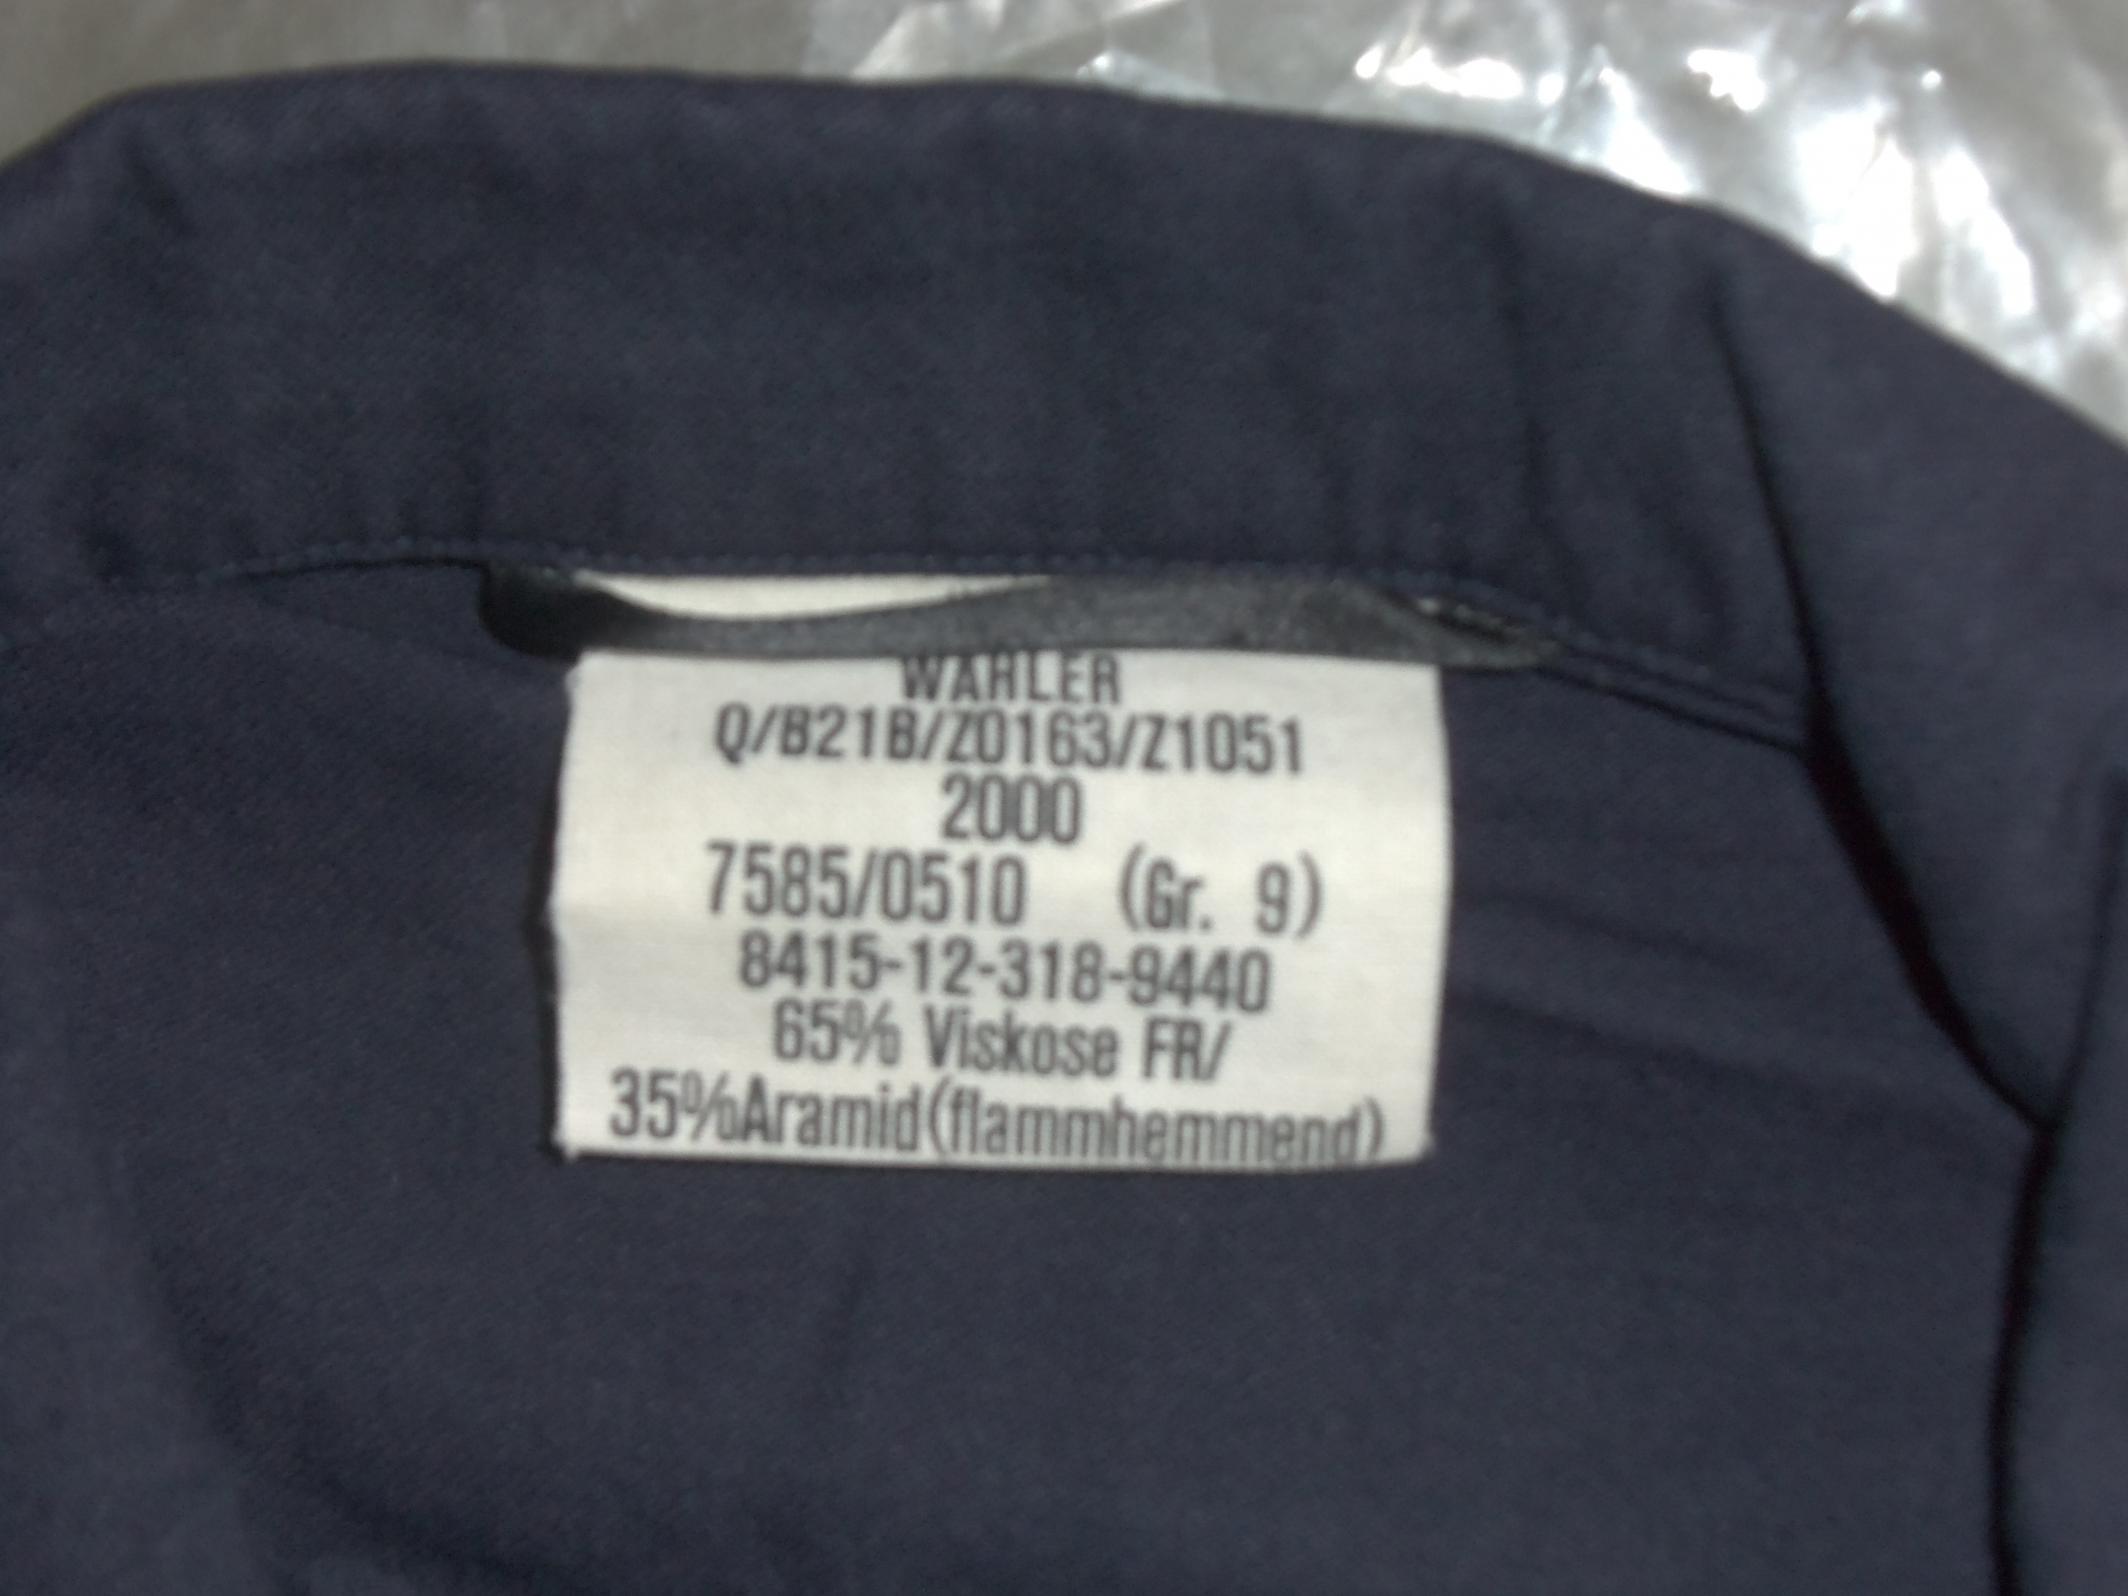 WAHLER
Q/B21B/Z0163/Z1051
2000
7585/0510 (Gr. 9)
8415-12-318-9440
65% Viskose FR/
35%Aramid(flammhemmend)